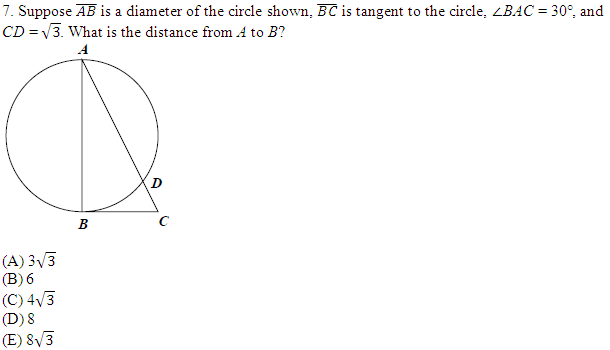 7. Suppose AB is a diameter of the circle shown, BC is tangent to the circle, ∠BAC = 30°, and
CD = √3. What is the distance from A to B?
A
D
B
C
(A) 3√3
(B) 6
(C) 4√3
(D) 8
(E) 8√3